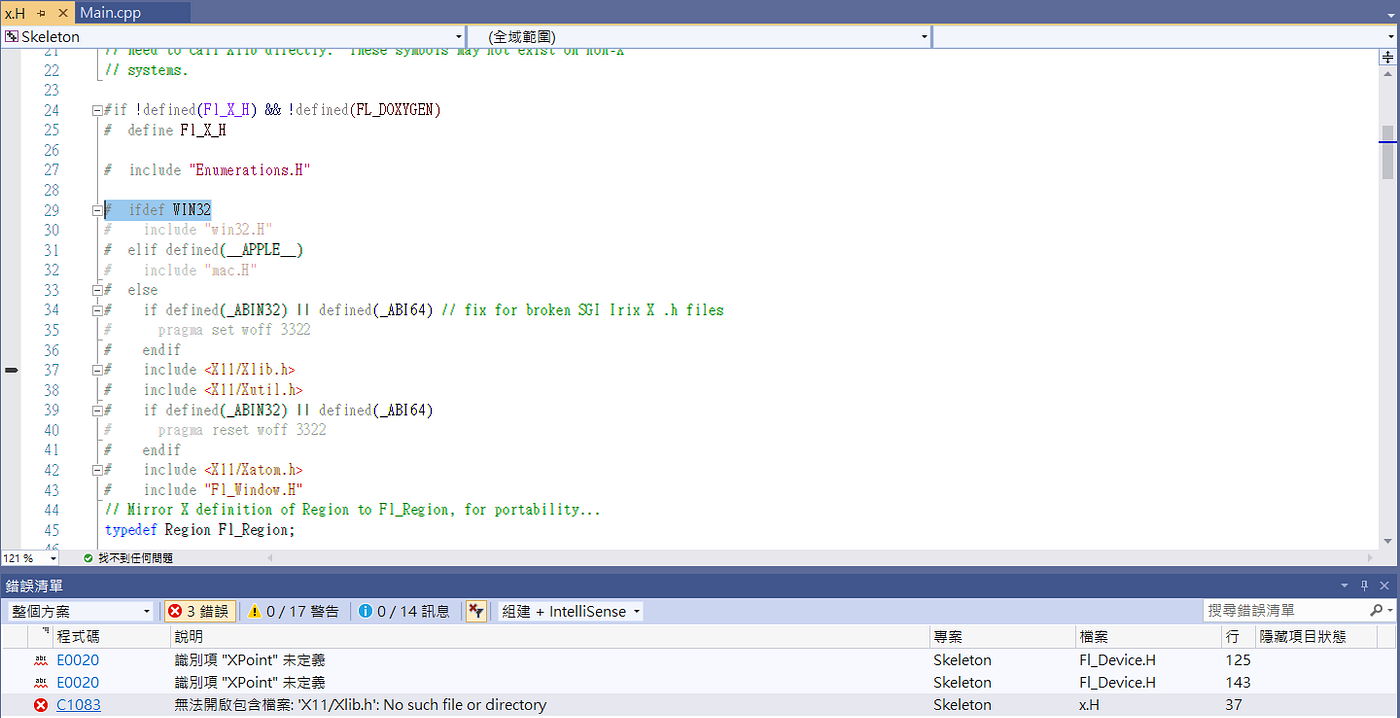 x.H Main.cpp
Skeleton (全域範圍)
21 // need to call Xlib directly. These symbols may not exist on non-X
22 // systems.
23
24 #if !defined(Fl_X_H) && !defined(FL_DOXYGEN)
25 # define Fl_X_H
26
27 # include "Enumerations.H"
28
29 # ifdef WIN32
30 # include "win32.H"
31 # elif defined(__APPLE__)
32 # include "mac.H"
33 # else
34 # if defined(_ABIN32) || defined(_ABI64) // fix for broken SGI Irix X .h files
35 # pragma set woff 3322
36 # endif
37 # include <X11/Xlib.h>
38 # include <X11/Xutil.h>
39 # if defined(_ABIN32) || defined(_ABI64)
40 # pragma reset woff 3322
41 # endif
42 # include <X11/Xatom.h>
43 # include "Fl_Window.H"
44 // Mirror X definition of Region to Fl_Region, for portability...
45 typedef Region Fl_Region;
46
121 % 找不到任何問題
錯誤清單
整個方案 3 錯誤 0 / 17 警告 0 / 14 訊息 組建 + IntelliSense 搜尋錯誤清單
程式碼 說明 專案 檔案 行 隱藏項目狀態
abc E0020 識別項 "XPoint" 未定義 Skeleton Fl_Device.H 125
abc E0020 識別項 "XPoint" 未定義 Skeleton Fl_Device.H 143
C1083 無法開啟包含檔案: 'X11/Xlib.h': No such file or directory Skeleton x.H 37